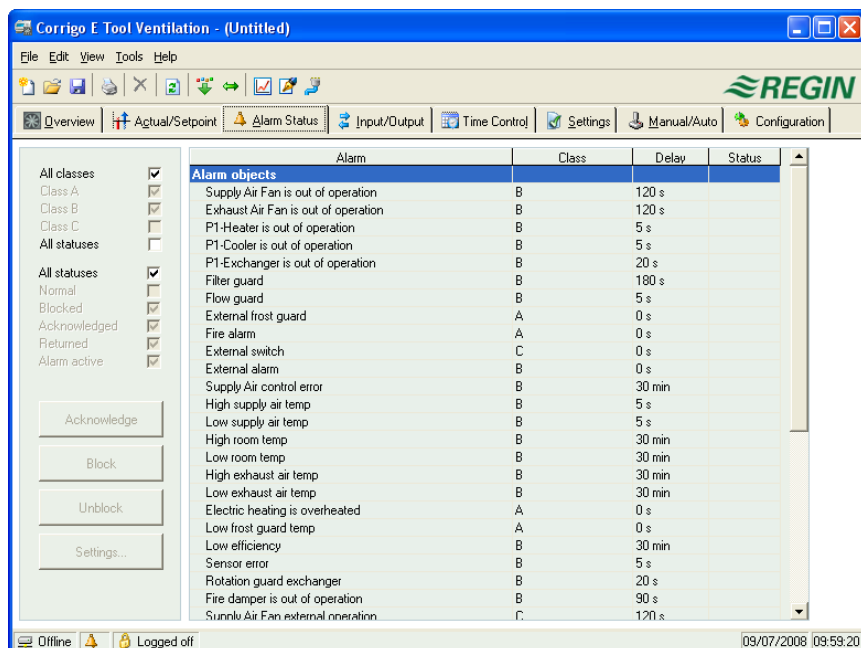 Corrigo E Tool Ventilation - (Untitled)
File Edit View Tools Help
REGIN
Overview Actual/Setpoint Alarm Status Input/Output Time Control Settings Manual/Auto Configuration
Alarm Class Delay Status
All classes
Class A
Class B
Class C
All statuses
All statuses
Normal
Blocked
Acknowledged
Returned
Alarm active
Acknowledge
Block
Unblock
Settings...
Alarm objects
Supply Air Fan is out of operation B 120 s
Exhaust Air Fan is out of operation B 120 s
P1-Heater is out of operation B 5 s
P1-Cooler is out of operation B 5 s
P1-Exchanger is out of operation B 20 s
Filter guard B 180 s
Flow guard B 5 s
External frost guard A 0 s
Fire alarm A 0 s
External switch C 0 s
External alarm B 0 s
Supply Air control error B 30 min
High supply air temp B 5 s
Low supply air temp B 5 s
High room temp B 30 min
Low room temp B 30 min
High exhaust air temp B 30 min
Low exhaust air temp B 30 min
Electric heating is overheated A 0 s
Low frost guard temp A 0 s
Low efficiency B 30 min
Sensor error B 5 s
Rotation guard exchanger B 20 s
Fire damper is out of operation B 90 s
Supply Air Fan external operation C 120 s
Offline Logged off 09/07/2008 09:59:20